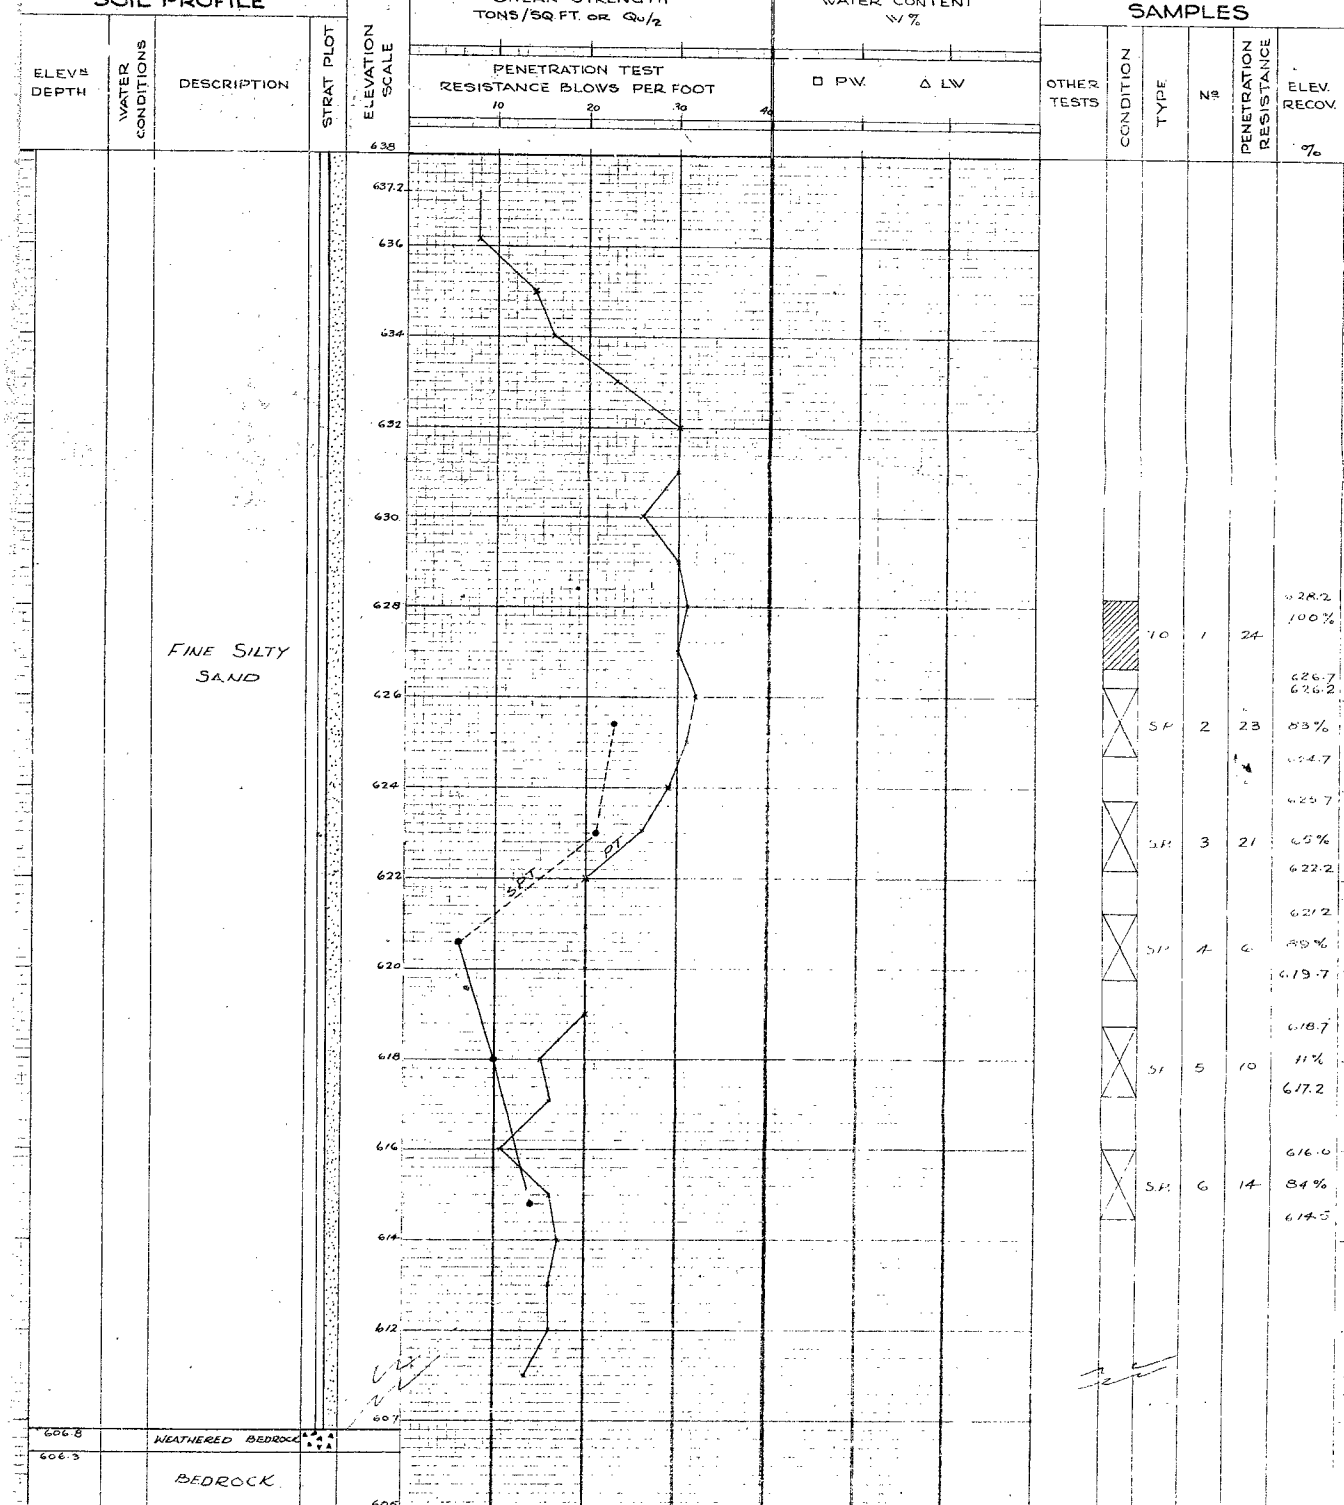 SOIL PROFILE
SHEAR STRENGTH
TONS/SQ.FT. OR Qu/2
WATER CONTENT
W %
SAMPLES
ELEVN
DEPTH
WATER
CONDITIONS
DESCRIPTION
STRAT PLOT
ELEVATION
SCALE
PENETRATION TEST
RESISTANCE BLOWS PER FOOT
10 20 30 40
□ PW. △ LW
OTHER
TESTS
CONDITION
TYPE
Nº
PENETRATION
RESISTANCE
ELEV.
RECOV.
%
638
637.2
636
634
632
630
628
626
624
622
620
618
616
614
612
607
FINE SILTY
SAND
SPT
PT
628.2
100%
TO 1 24
626.7
626.2
SP 2 23 83%
624.7
SP. 3 21 65%
622.2
621.2
SP 4 6 89%
619.7
618.7
SP 5 10 11%
617.2
616.0
S.P. 6 14 84%
614.5
606.8
WEATHERED BEDROCK
606.3
BEDROCK